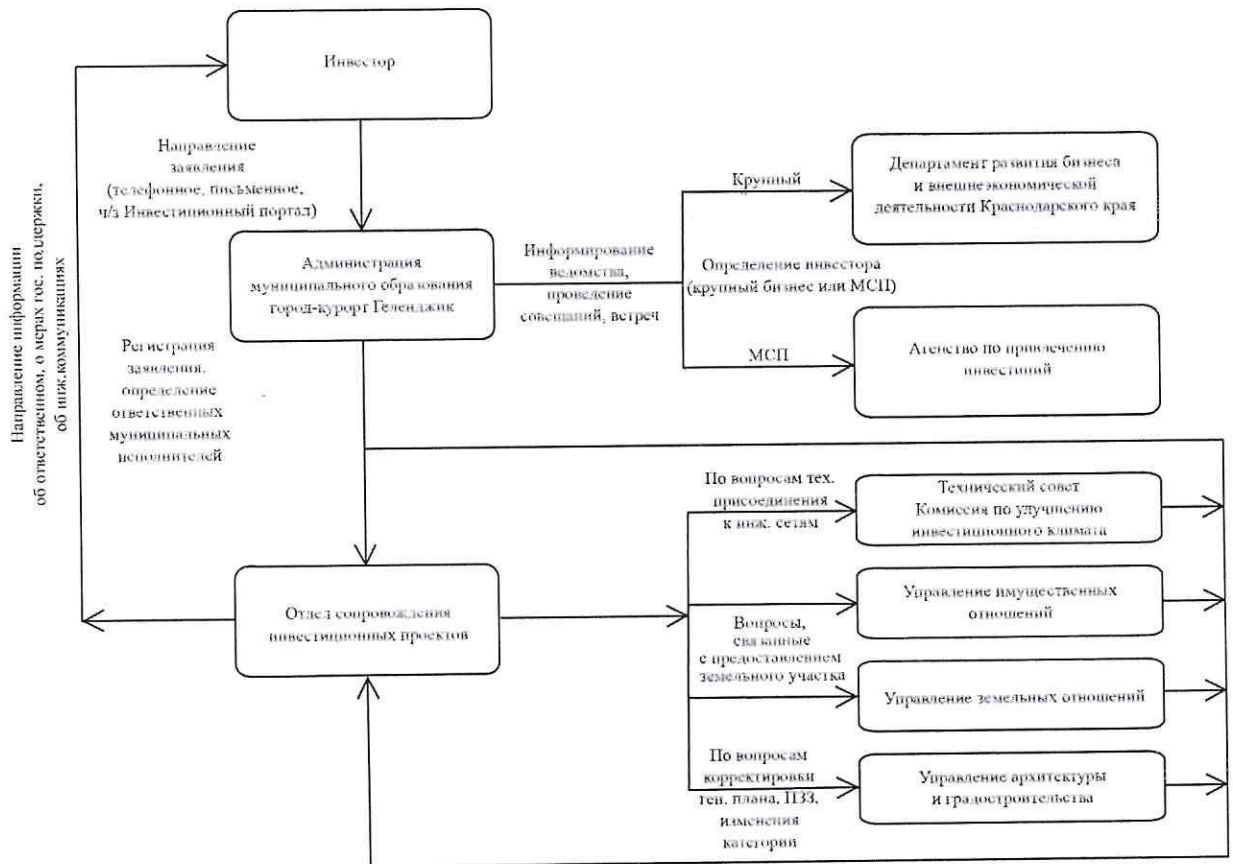 Инвестор
Направление
заявления
(телефонное, письменное,
ч/з Инвестиционный портал)
Направление информации
об ответственном, о мерах гос. поддержки,
об инж.коммуникациях
Администрация
муниципального образования
город-курорт Геленджик
Информирование
ведомства,
проведение
совещаний, встреч
Крупный
Определение инвестора
(крупный бизнес или МСП)
МСП
Департамент развития бизнеса
и внешнеэкономической
деятельности Краснодарского края
Агенство по привлечению
инвестиций
Регистрация
заявления,
определение
ответственных
муниципальных
исполнителей
Отдел сопровождения
инвестиционных проектов
По вопросам тех.
присоединения
к инж. сетям
Технический совет
Комиссия по улучшению
инвестиционного климата
Управление имущественных
отношений
Вопросы,
связанные
с предоставлением
земельного участка
Управление земельных отношений
По вопросам
корректировки
ген. плана, ПЗЗ,
изменения
категории
Управление архитектуры
и градостроительства